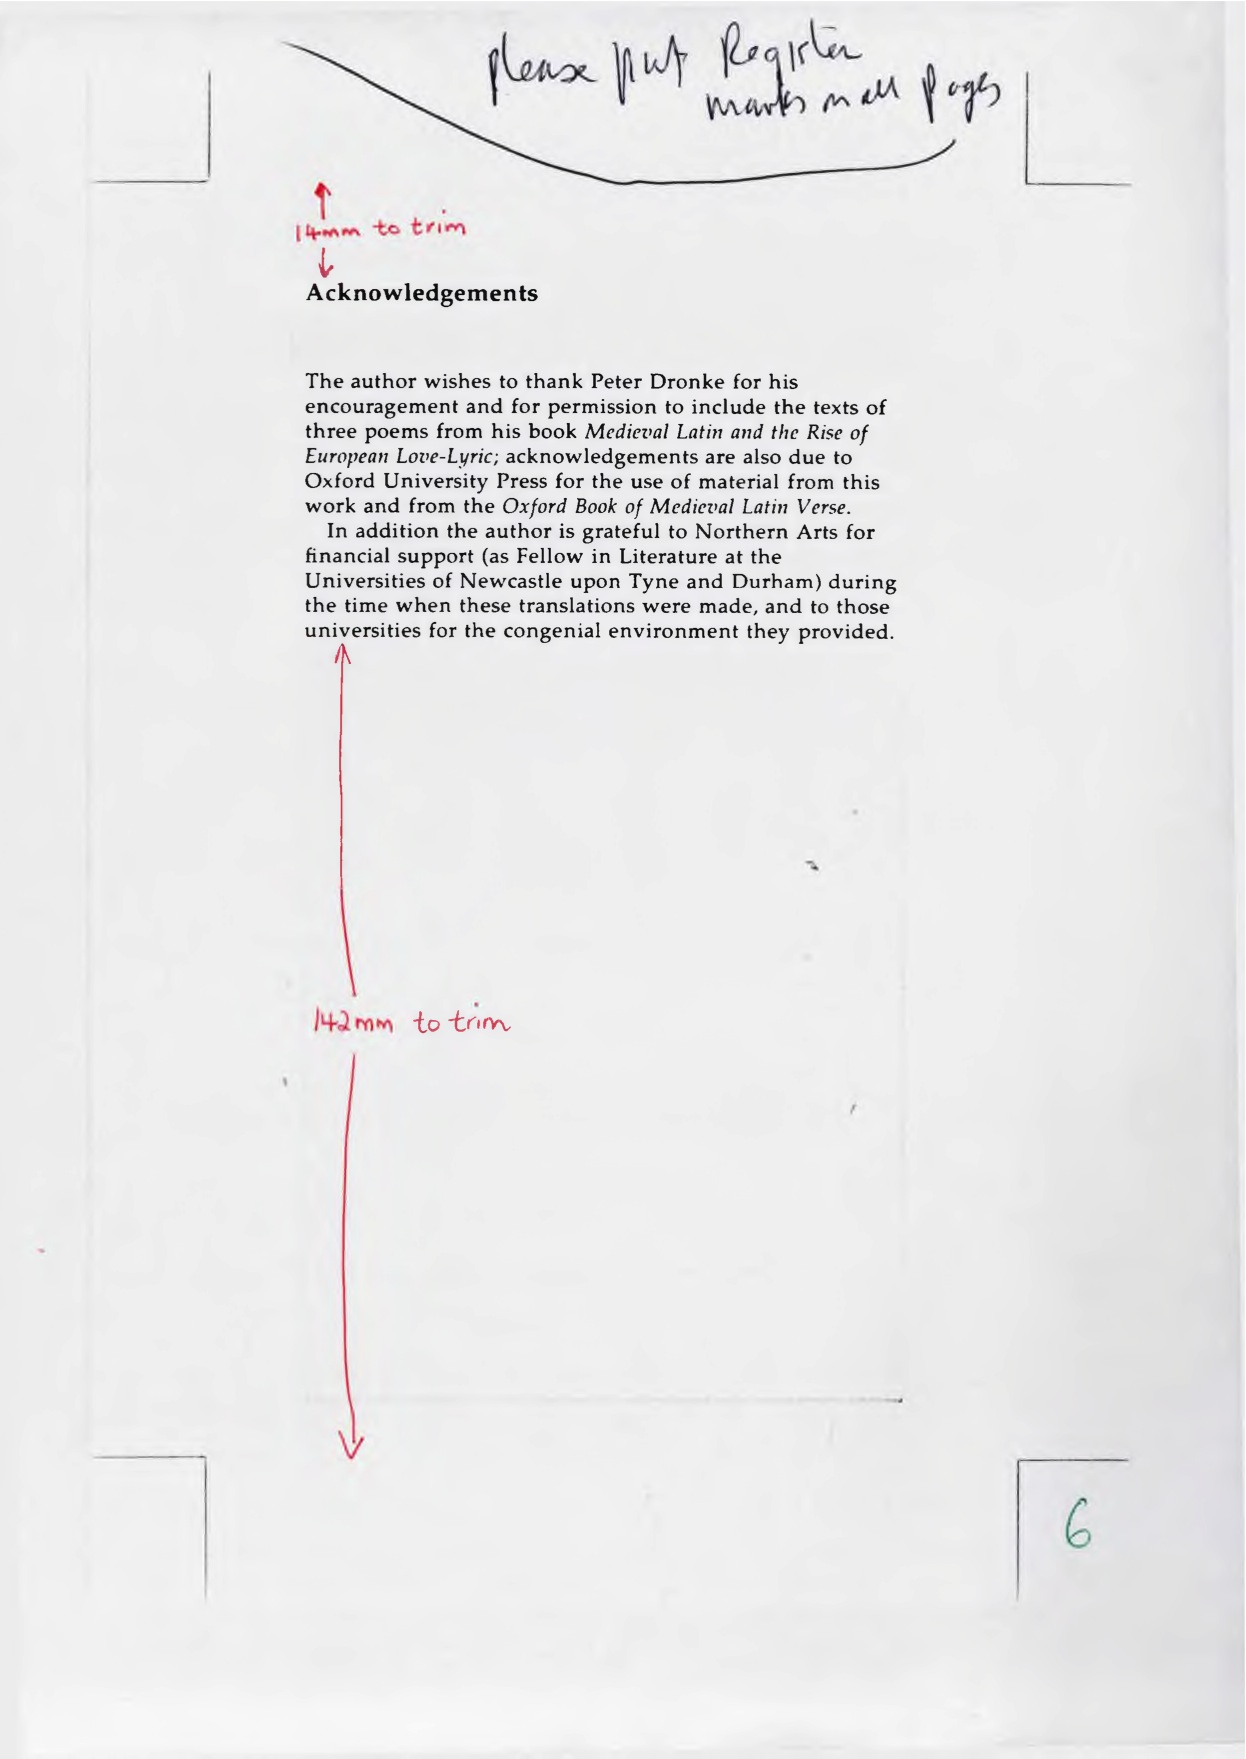 please put Register
marks on all pages
14mm to trim
Acknowledgements
The author wishes to thank Peter Dronke for his
encouragement and for permission to include the texts of
three poems from his book Medieval Latin and the Rise of
European Love-Lyric; acknowledgements are also due to
Oxford University Press for the use of material from this
work and from the Oxford Book of Medieval Latin Verse.
In addition the author is grateful to Northern Arts for
financial support (as Fellow in Literature at the
Universities of Newcastle upon Tyne and Durham) during
the time when these translations were made, and to those
universities for the congenial environment they provided.
142mm to trim
6